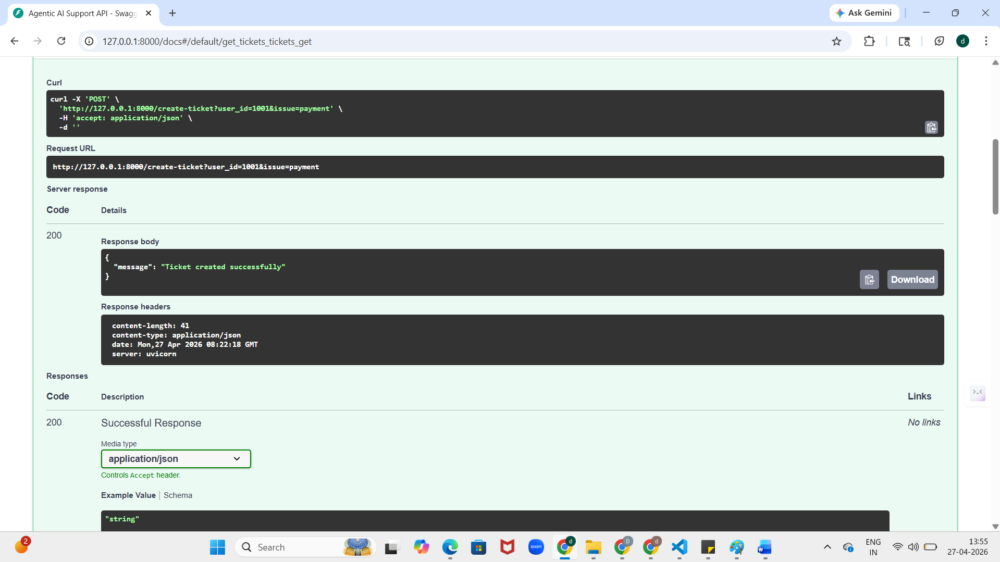 Agentic AI Support API - Swagg
Ask Gemini
127.0.0.1:8000/docs#/default/get_tickets_tickets_get
d
Curl
curl -X 'POST' \
'http://127.0.0.1:8000/create-ticket?user_id=1001&issue=payment' \
-H 'accept: application/json' \
-d ''
Request URL
http://127.0.0.1:8000/create-ticket?user_id=1001&issue=payment
Server response
Code Details
200
Response body
{
"message": "Ticket created successfully"
}
Download
Response headers
content-length: 41
content-type: application/json
date: Mon,27 Apr 2026 08:22:18 GMT
server: uvicorn
Responses
Code Description Links
200 Successful Response No links
Media type
application/json
Controls Accept header.
Example Value Schema
"string"
2
Search
zoom
d
D
d
W
ENG
IN
13:55
27-04-2026